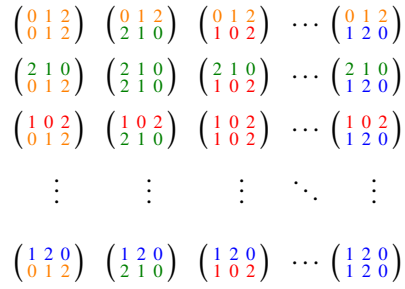 (0 1 2 / 0 1 2) (0 1 2 / 2 1 0) (0 1 2 / 1 0 2) ⋯ (0 1 2 / 1 2 0)
(2 1 0 / 0 1 2) (2 1 0 / 2 1 0) (2 1 0 / 1 0 2) ⋯ (2 1 0 / 1 2 0)
(1 0 2 / 0 1 2) (1 0 2 / 2 1 0) (1 0 2 / 1 0 2) ⋯ (1 0 2 / 1 2 0)
⋮ ⋮ ⋮ ⋱ ⋮
(1 2 0 / 0 1 2) (1 2 0 / 2 1 0) (1 2 0 / 1 0 2) ⋯ (1 2 0 / 1 2 0)